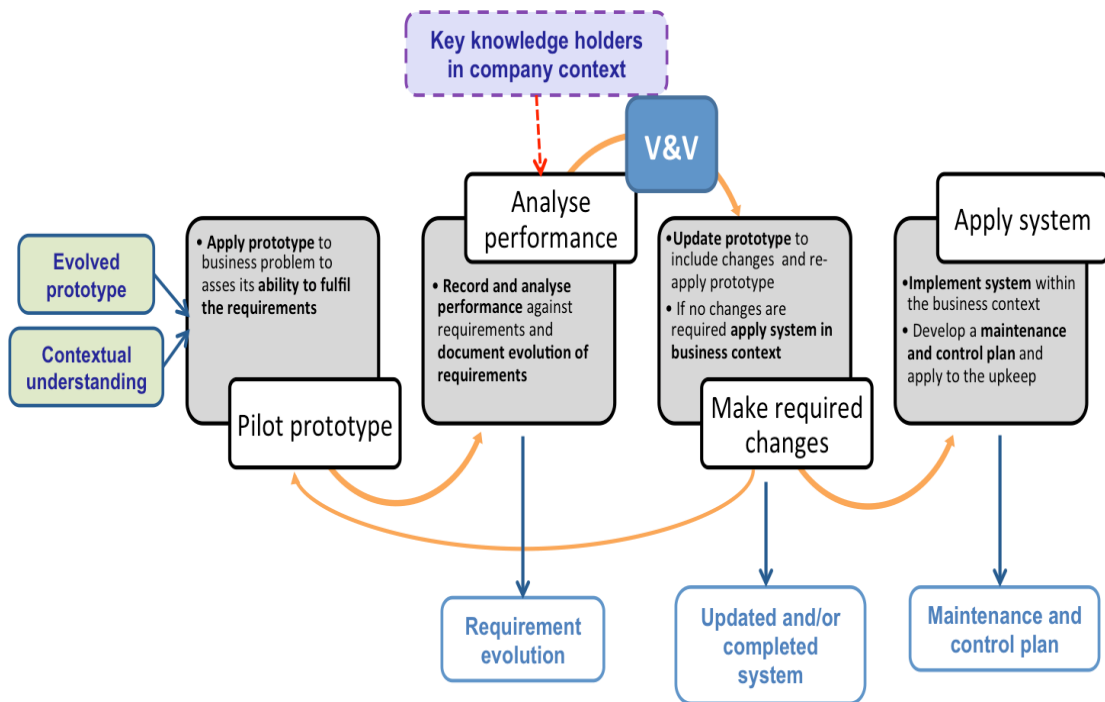 Key knowledge holders
in company context
V&V
Analyse
performance
Apply system
Evolved
prototype
Contextual
understanding
• Apply prototype to
business problem to
asses its ability to fulfil
the requirements
Pilot prototype
• Record and analyse
performance against
requirements and
document evolution of
requirements
•Update prototype to
include changes and re-
apply prototype
• If no changes are
required apply system in
business context
Make required
changes
•Implement system within
the business context
• Develop a maintenance
and control plan and
apply to the upkeep
Requirement
evolution
Updated and/or
completed
system
Maintenance and
control plan